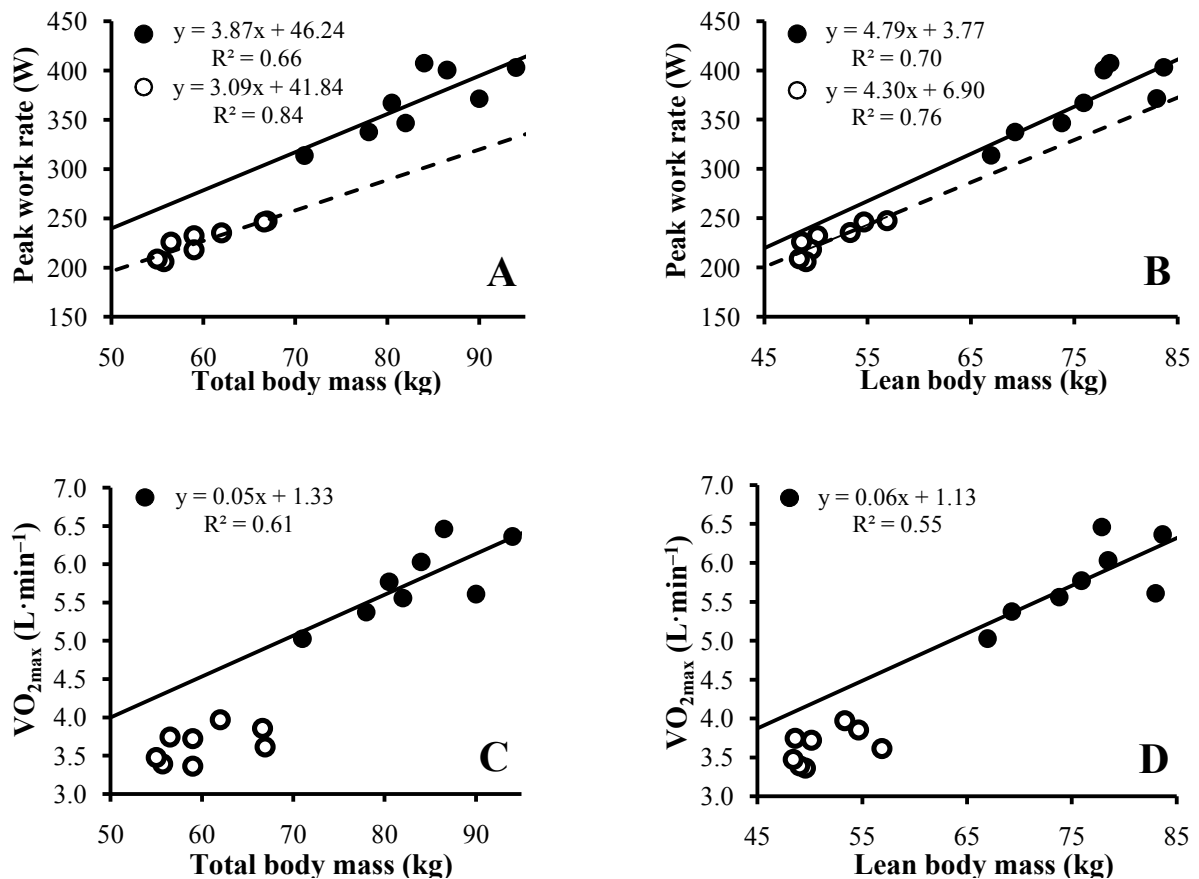 y = 3.87x + 46.24
R² = 0.66
y = 3.09x + 41.84
R² = 0.84
450
400
350
300
250
200
150
Peak work rate (W)
A
50 60 70 80 90
Total body mass (kg)
y = 4.79x + 3.77
R² = 0.70
y = 4.30x + 6.90
R² = 0.76
450
400
350
300
250
200
150
Peak work rate (W)
B
45 55 65 75 85
Lean body mass (kg)
y = 0.05x + 1.33
R² = 0.61
7.0
6.5
6.0
5.5
5.0
4.5
4.0
3.5
3.0
VO₂max (L·min⁻¹)
C
50 60 70 80 90
Total body mass (kg)
y = 0.06x + 1.13
R² = 0.55
7.0
6.5
6.0
5.5
5.0
4.5
4.0
3.5
3.0
VO₂max (L·min⁻¹)
D
45 55 65 75 85
Lean body mass (kg)